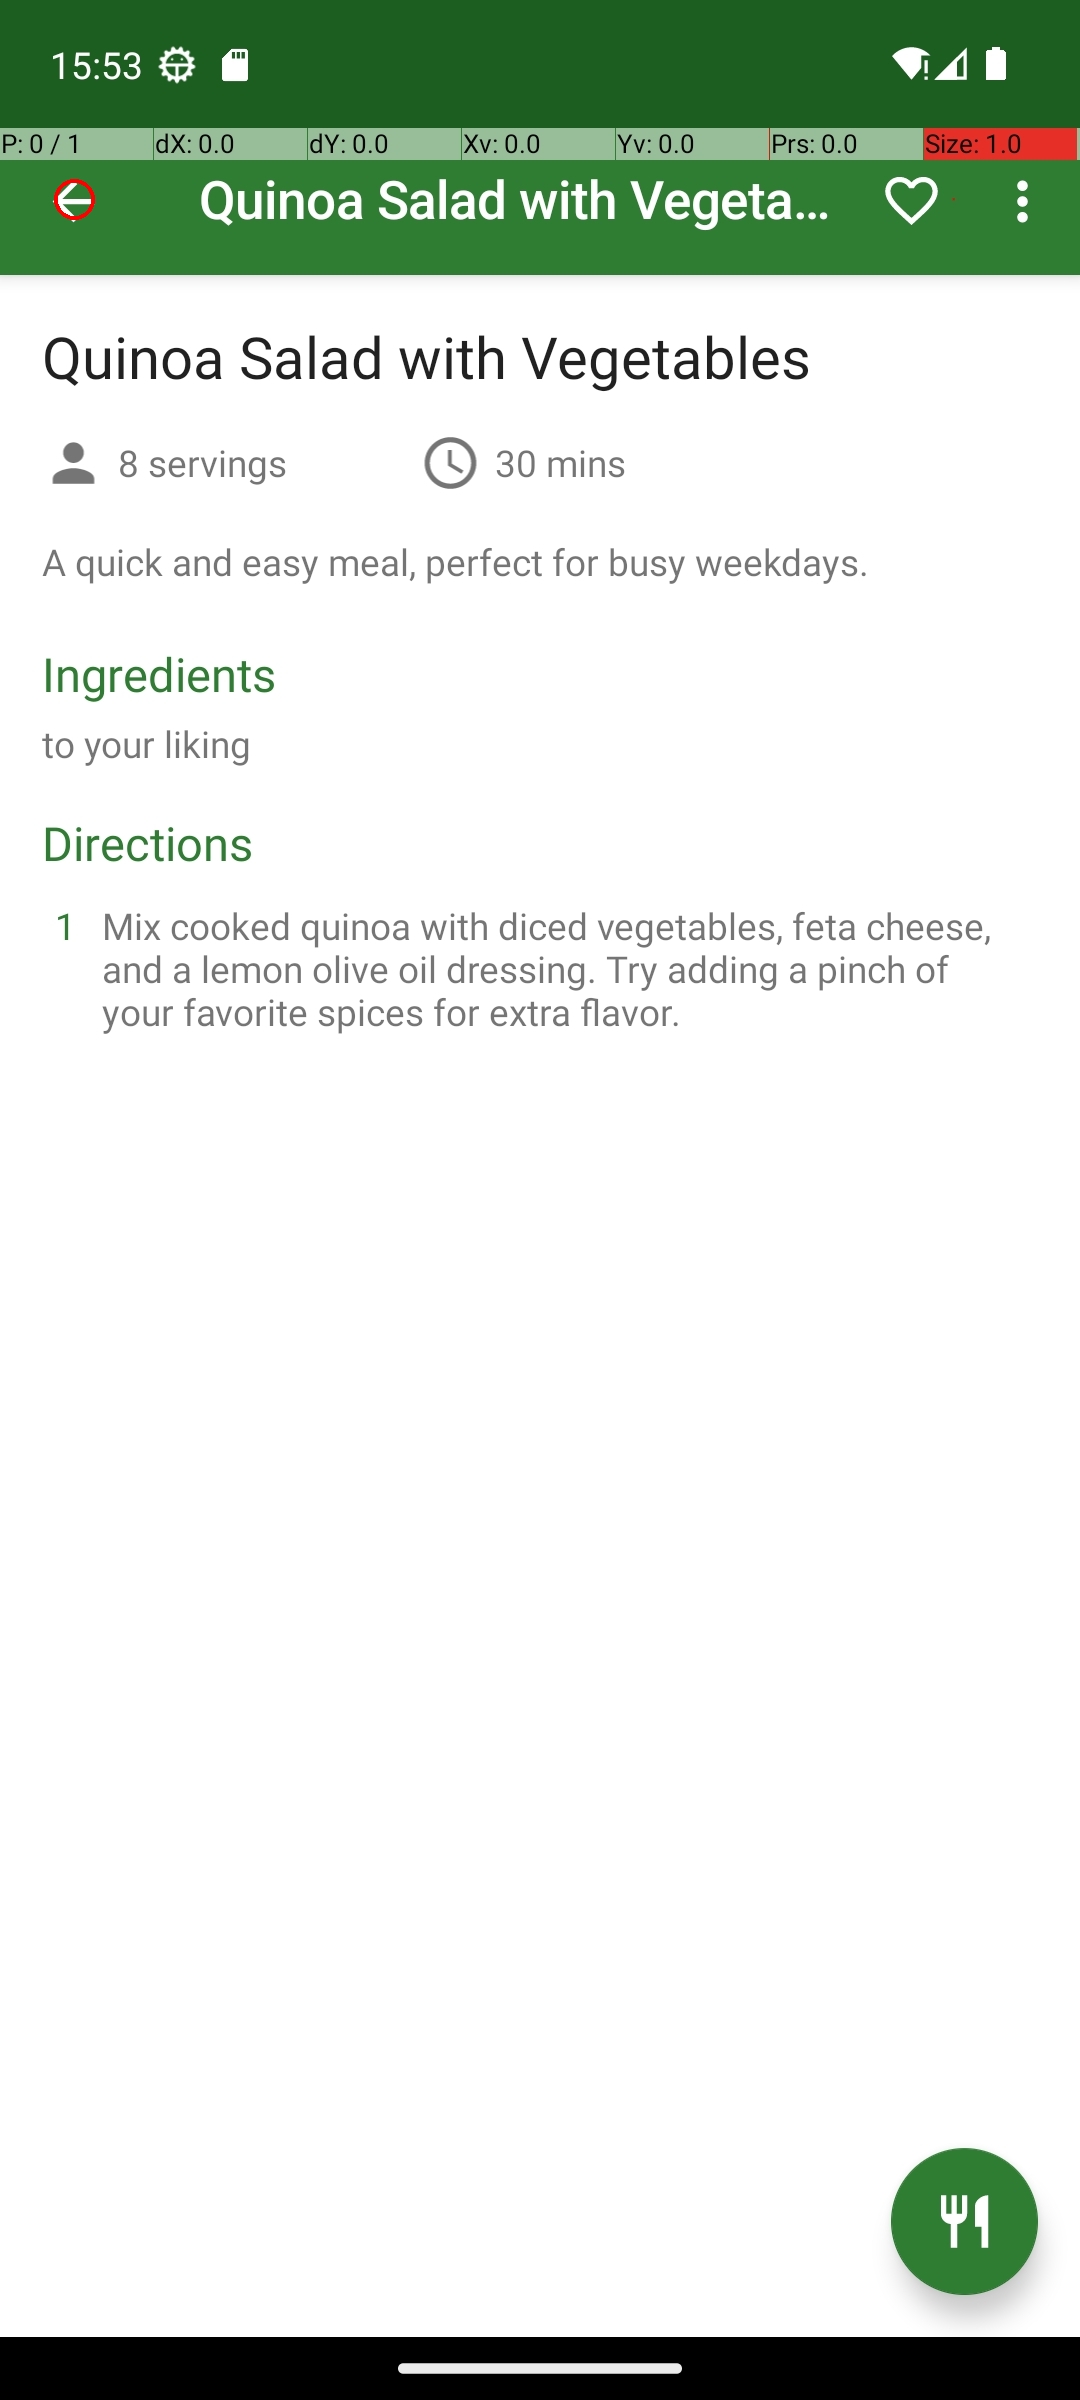 15:53
P: 0 / 1 dX: 0.0 dY: 0.0 Xv: 0.0 Yv: 0.0 Prs: 0.0 Size: 1.0
Quinoa Salad with Vegeta...
Quinoa Salad with Vegetables
8 servings 30 mins
A quick and easy meal, perfect for busy weekdays.
Ingredients
to your liking
Directions
1 Mix cooked quinoa with diced vegetables, feta cheese,
and a lemon olive oil dressing. Try adding a pinch of
your favorite spices for extra flavor.